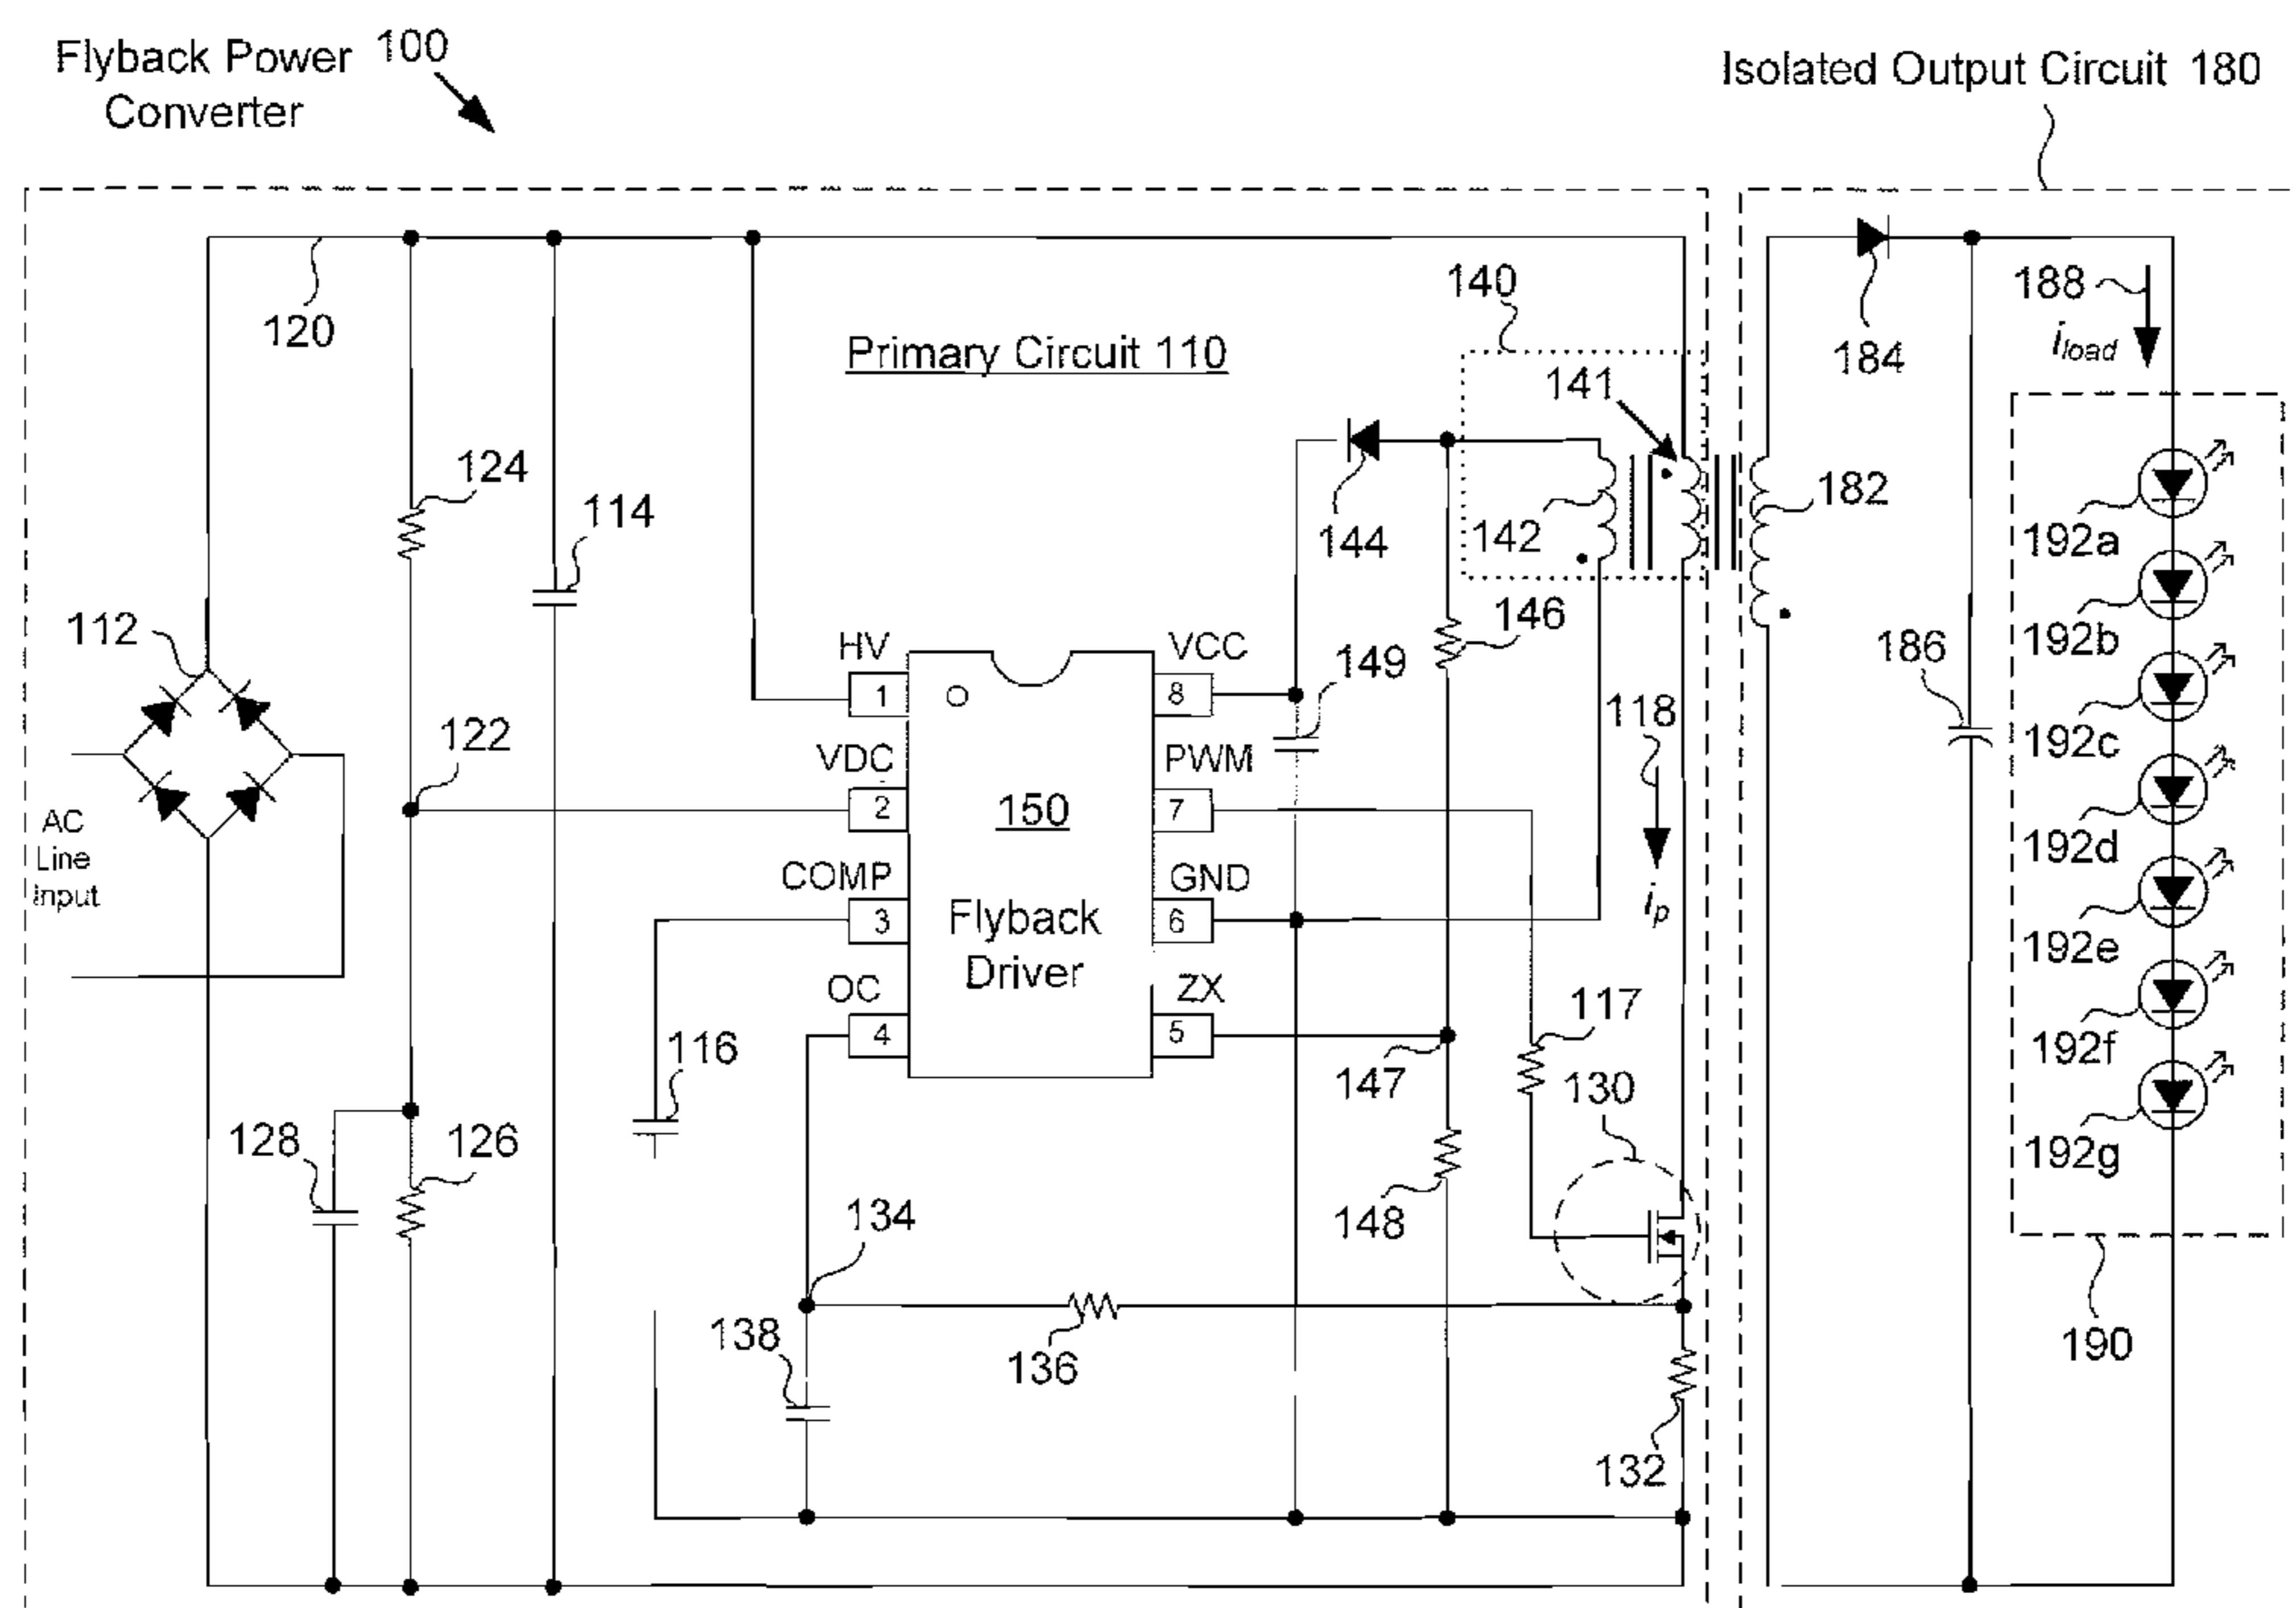 Flyback Power 100
Converter
Isolated Output Circuit 180
120
Primary Circuit 110
140
141
188
i load
184
124
114
144
142
182
192a
112
146
192b
HV
VCC
149
186
1
8
118
122
192c
VDC
PWM
2
7
150
AC
Line
Input
192d
COMP
GND
3
6
Flyback
Driver
i p
192e
OC
ZX
4
5
117
116
147
130
192f
128
126
192g
134
148
138
136
190
132